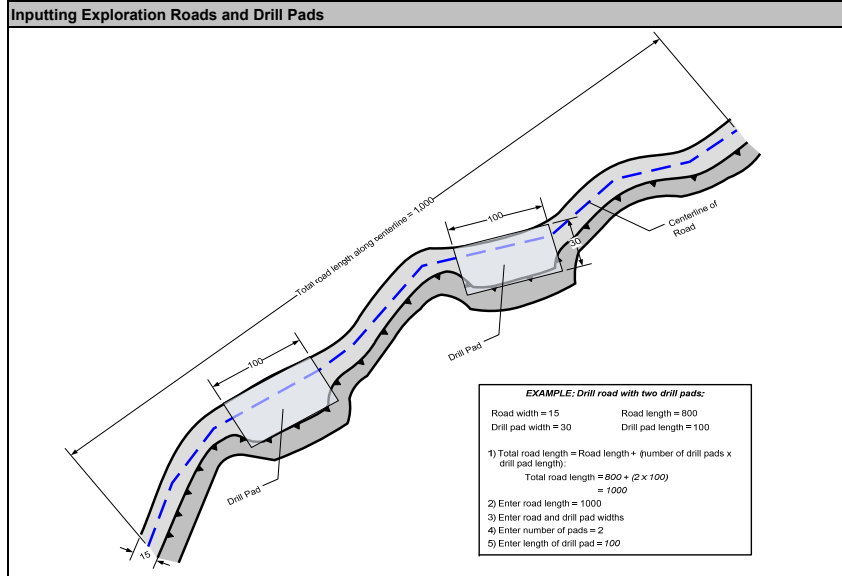 Inputting Exploration Roads and Drill Pads
Total road length along centerline = 1,000
100
30
Centerline of
Road
Drill Pad
100
Drill Pad
15
EXAMPLE: Drill road with two drill pads:
Road width = 15 Road length = 800
Drill pad width = 30 Drill pad length = 100
1) Total road length = Road length + (number of drill pads x
drill pad length):
Total road length = 800 + (2 x 100)
= 1000
2) Enter road length = 1000
3) Enter road and drill pad widths
4) Enter number of pads = 2
5) Enter length of drill pad = 100